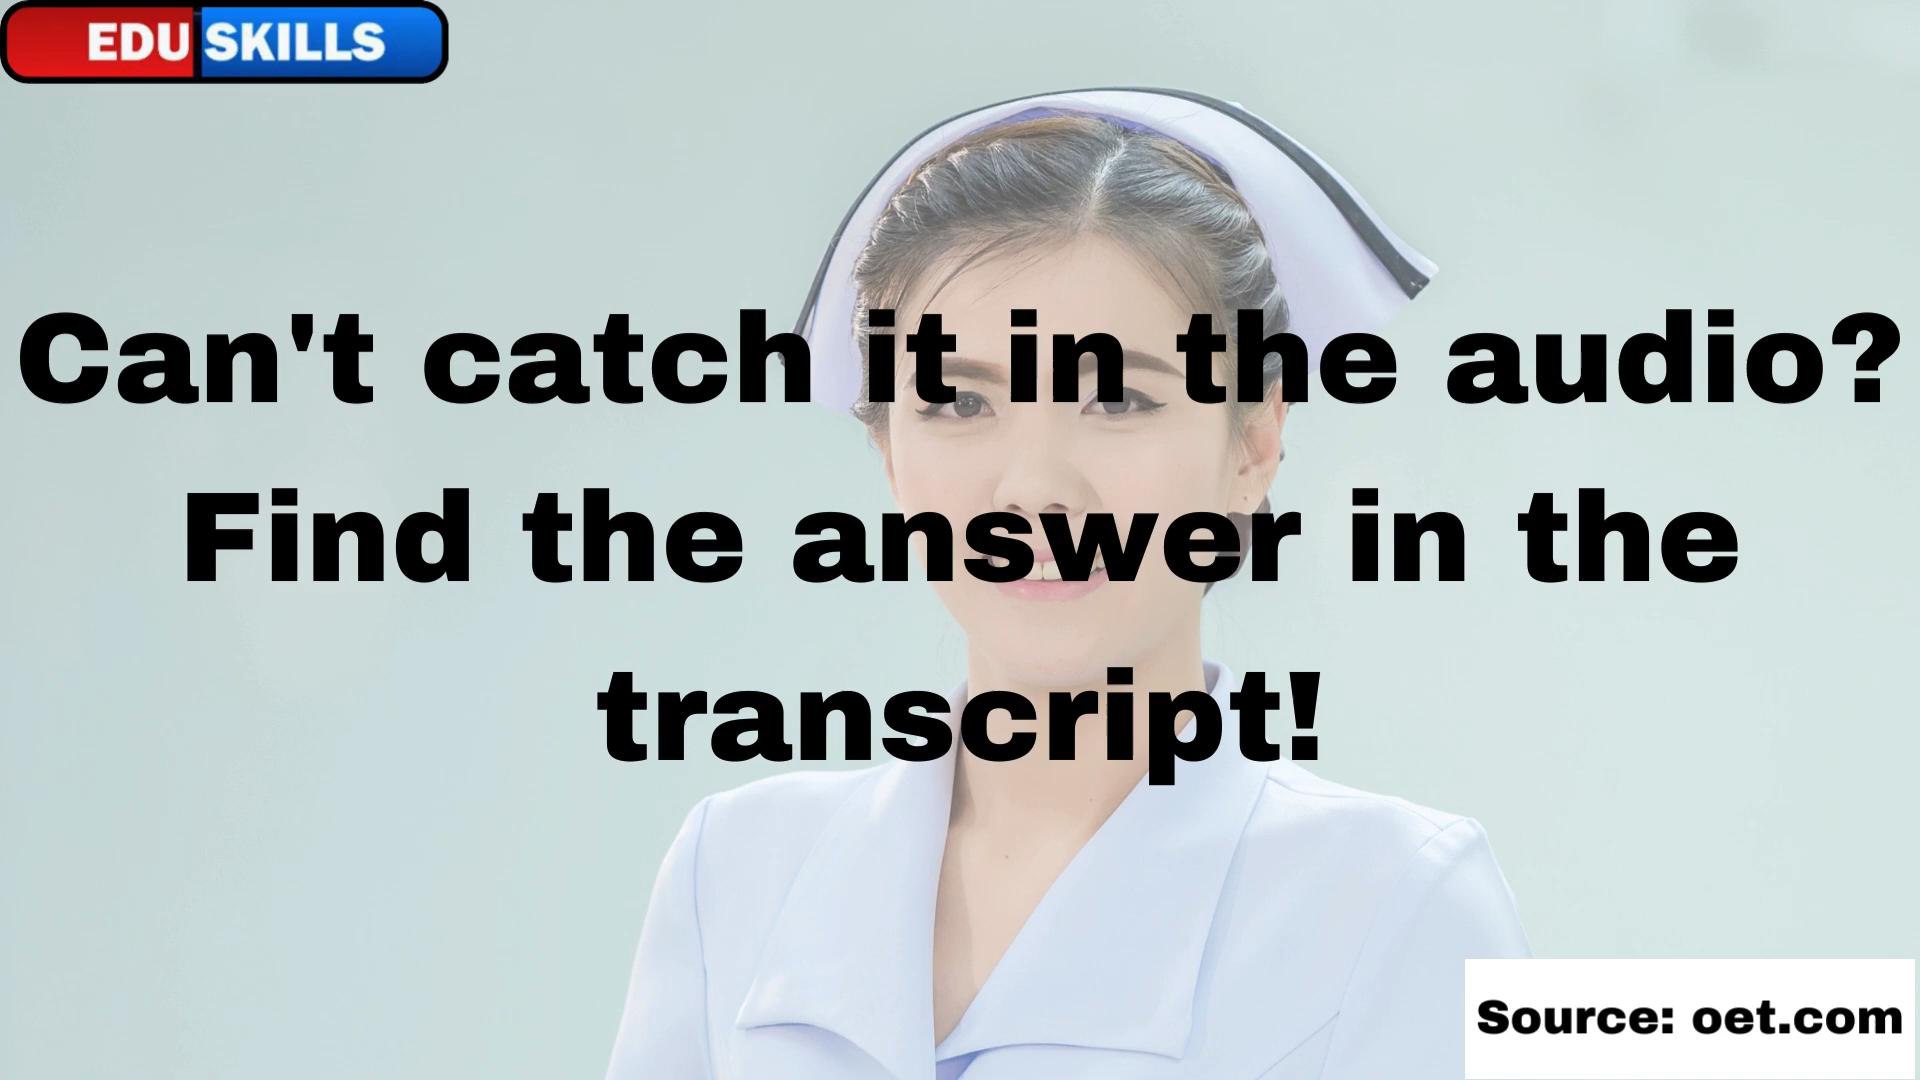 EDU SKILLS
Can't catch it in the audio?
Find the answer in the
transcript!
Source: oet.com